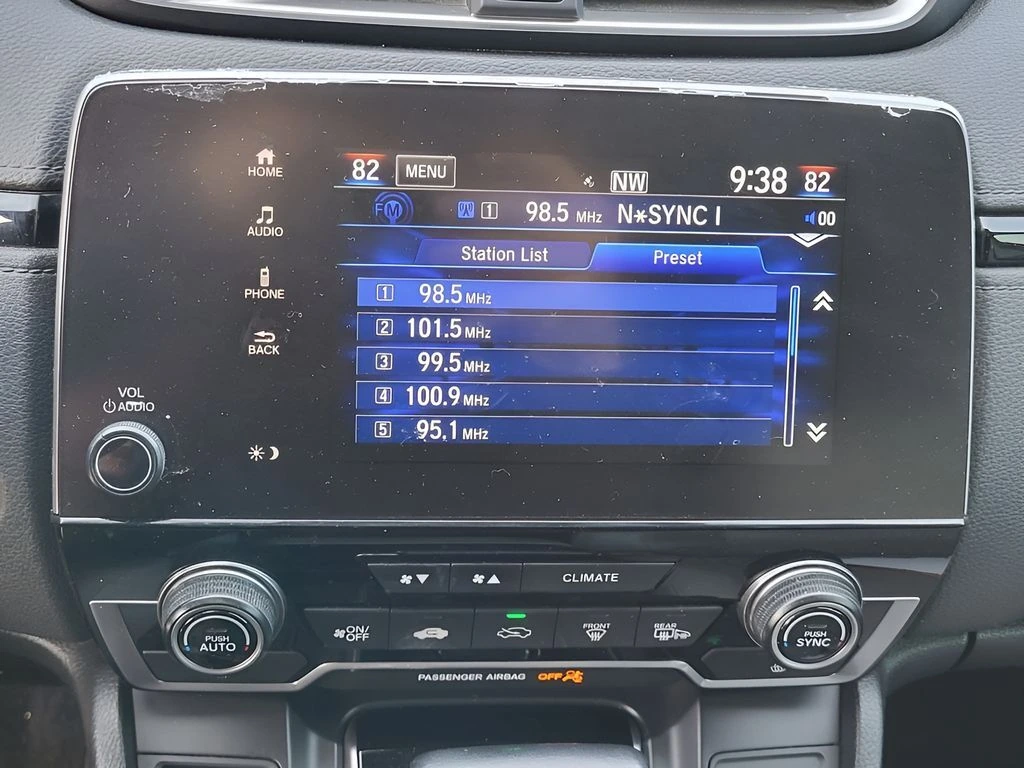 HOME
AUDIO
PHONE
BACK
VOL
AUDIO
82 MENU NW 9:38 82
FM 1 98.5 MHz N*SYNC I 00
Station List Preset
1 98.5 MHz
2 101.5 MHz
3 99.5 MHz
4 100.9 MHz
5 95.1 MHz
CLIMATE
PUSH AUTO
ON/OFF
FRONT
REAR
PUSH SYNC
PASSENGER AIRBAG OFF